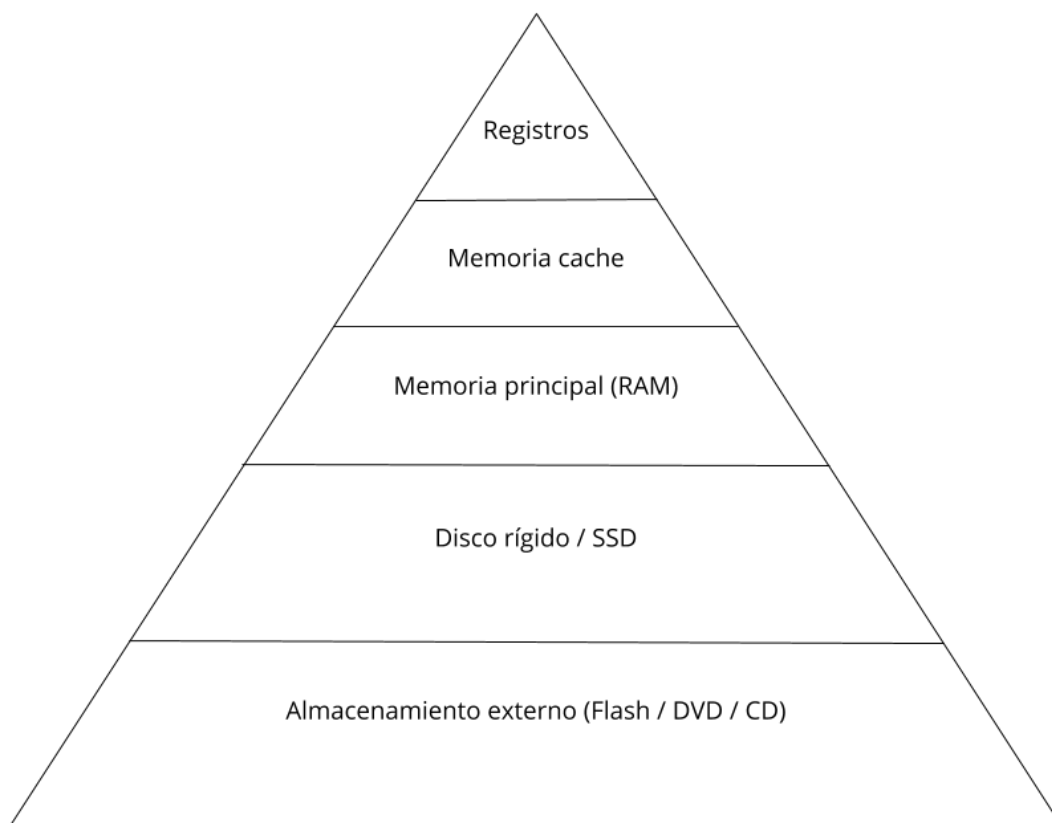 Registros
Memoria cache
Memoria principal (RAM)
Disco rígido / SSD
Almacenamiento externo (Flash / DVD / CD)